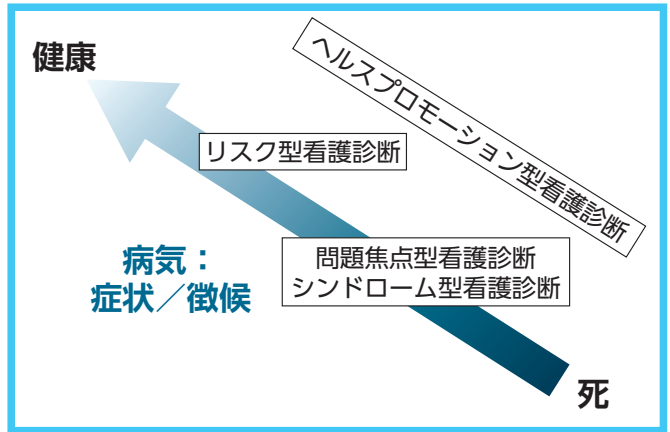 健康
ヘルスプロモーション型看護診断
リスク型看護診断
病気：
症状／徴候
問題焦点型看護診断
シンドローム型看護診断
死